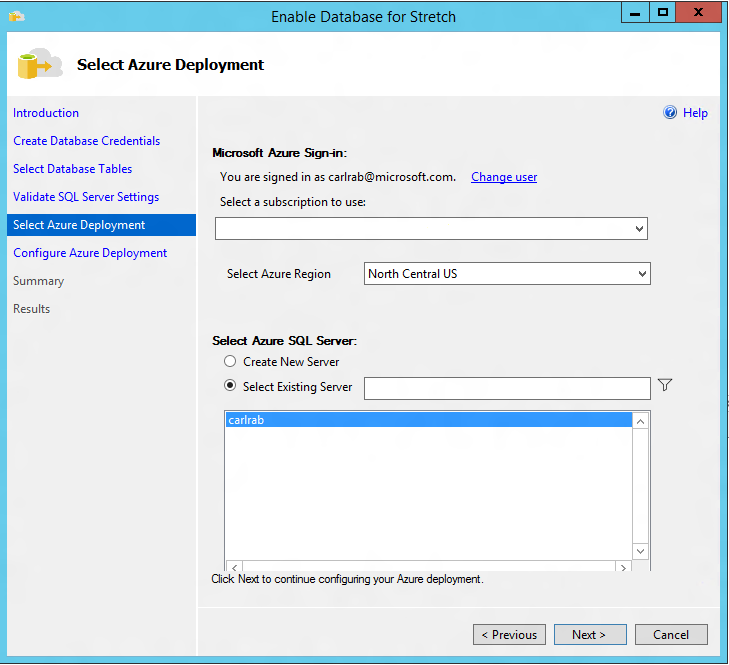 Enable Database for Stretch
Select Azure Deployment
Introduction
Create Database Credentials
Select Database Tables
Validate SQL Server Settings
Select Azure Deployment
Configure Azure Deployment
Summary
Results
Help
Microsoft Azure Sign-in:
You are signed in as carlrab@microsoft.com. Change user
Select a subscription to use:
Select Azure Region North Central US
Select Azure SQL Server:
Create New Server
Select Existing Server
carlrab
Click Next to continue configuring your Azure deployment.
< Previous Next > Cancel